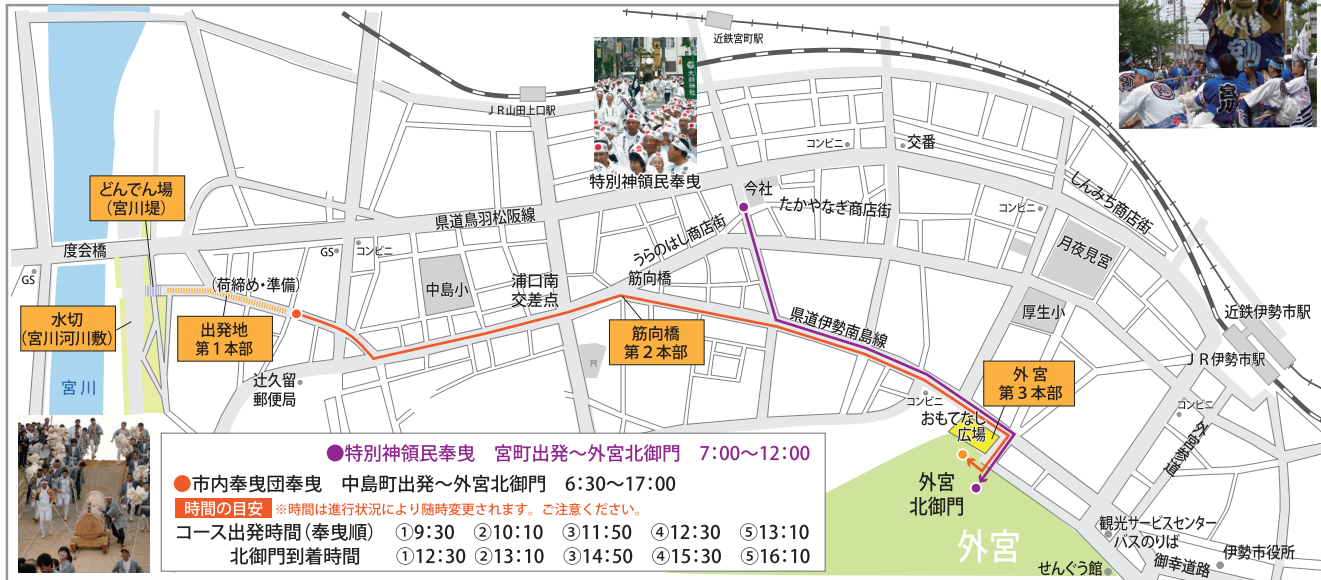 近鉄宮町駅
JR山田上口駅
特別神領民奉曳
コンビニ
交番
今社
たかやなぎ商店街
しんみち商店街
コンビニ
どんでん場
(宮川堤)
県道鳥羽松阪線
うらのはし商店街
月夜見宮
度会橋
GS
コンビニ
GS
(荷締め・準備)
中島小
浦口南
交差点
筋向橋
厚生小
近鉄伊勢市駅
水切
(宮川河川敷)
出発地
第1本部
筋向橋
第2本部
県道伊勢南島線
JR伊勢市駅
宮川
辻久留
郵便局
外宮
第3本部
コンビニ
おもてなし
広場
コンビニ
外宮参道
●特別神領民奉曳 宮町出発〜外宮北御門 7:00〜12:00
●市内奉曳団奉曳 中島町出発〜外宮北御門 6:30〜17:00
時間の目安 ※時間は進行状況により随時変更されます。ご注意ください。
コース出発時間(奉曳順) ①9:30 ②10:10 ③11:50 ④12:30 ⑤13:10
北御門到着時間 ①12:30 ②13:10 ③14:50 ④15:30 ⑤16:10
外宮
北御門
外宮
観光サービスセンター
バスのりば
御幸道路
伊勢市役所
せんぐう館